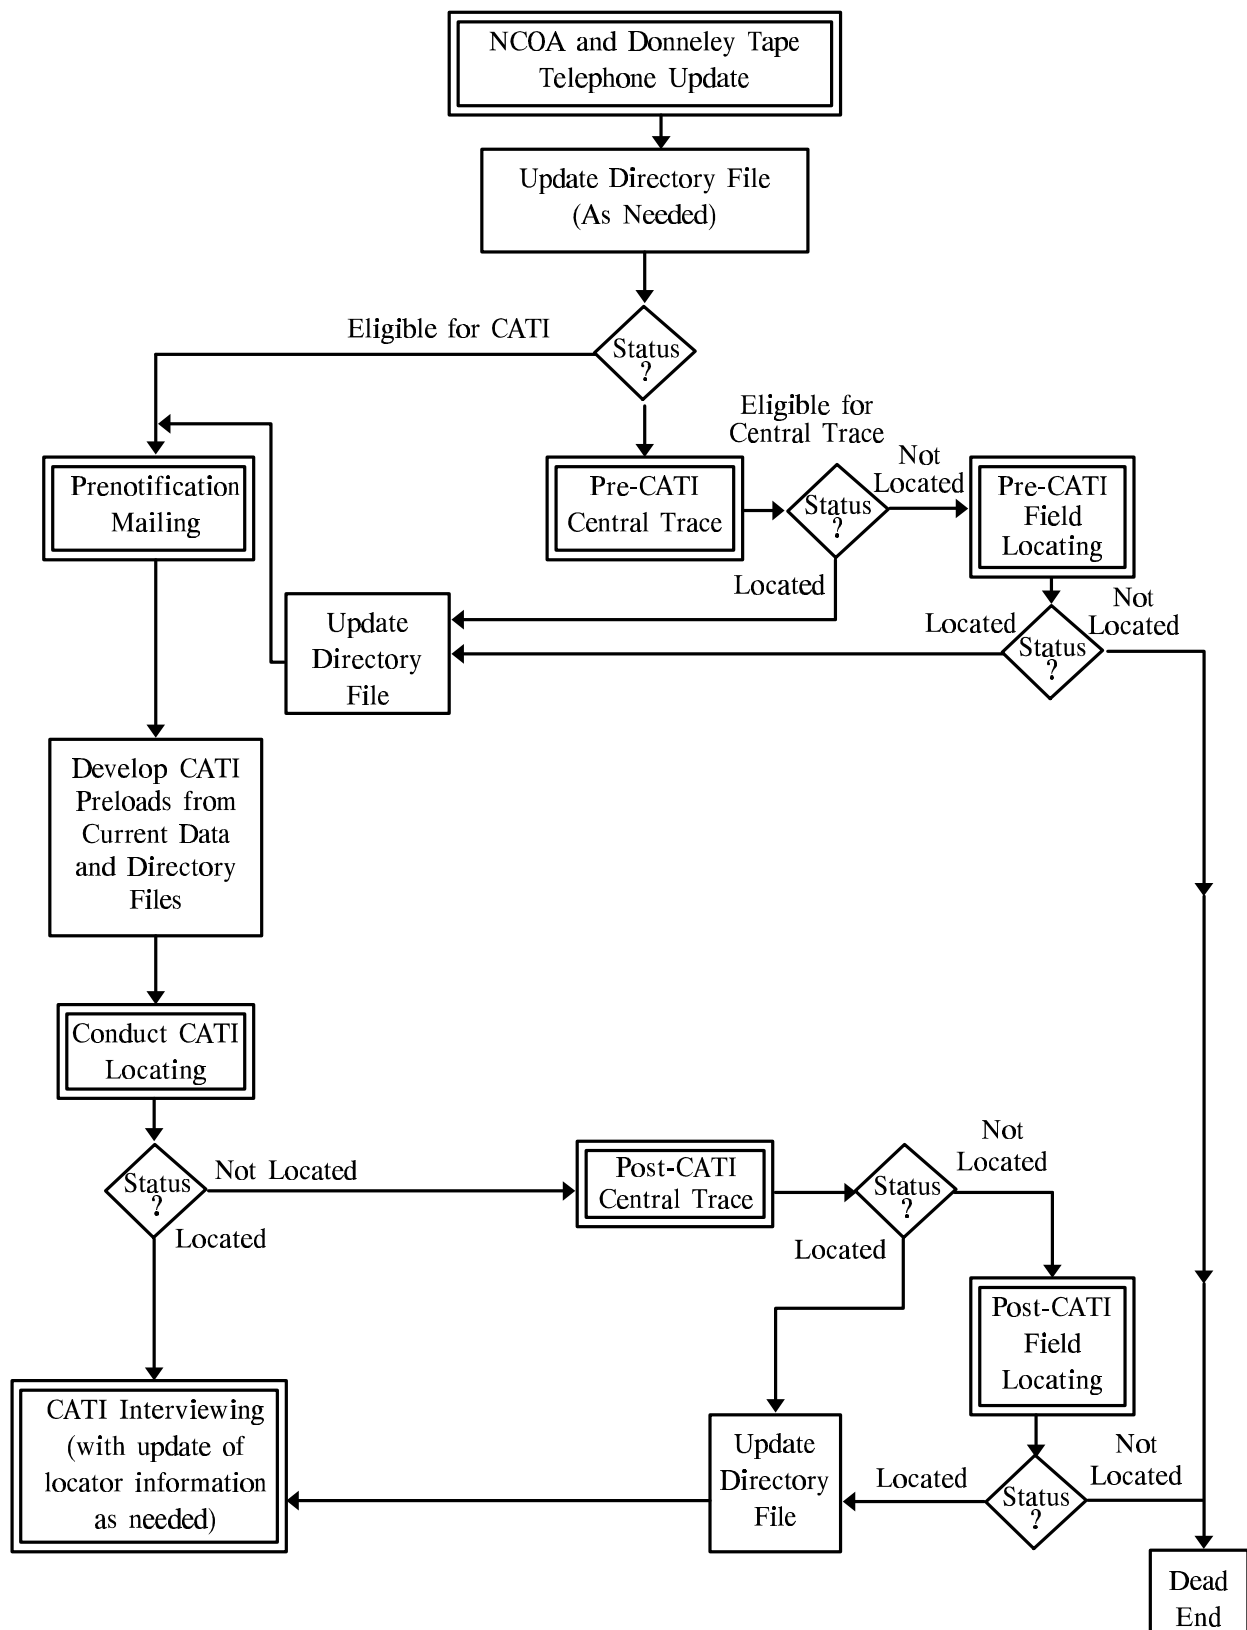 NCOA and Donneley Tape
Telephone Update
Update Directory File
(As Needed)
Eligible for CATI
Status
?
Eligible for
Central Trace
Prenotification
Mailing
Pre-CATI
Central Trace
Status
?
Not
Located
Pre-CATI
Field
Locating
Located
Update
Directory
File
Located
Status
?
Not
Located
Develop CATI
Preloads from
Current Data
and Directory
Files
Conduct CATI
Locating
Status
?
Not Located
Located
Post-CATI
Central Trace
Status
?
Not
Located
Located
Post-CATI
Field
Locating
CATI Interviewing
(with update of
locator information
as needed)
Update
Directory
File
Located
Status
?
Not
Located
Dead
End